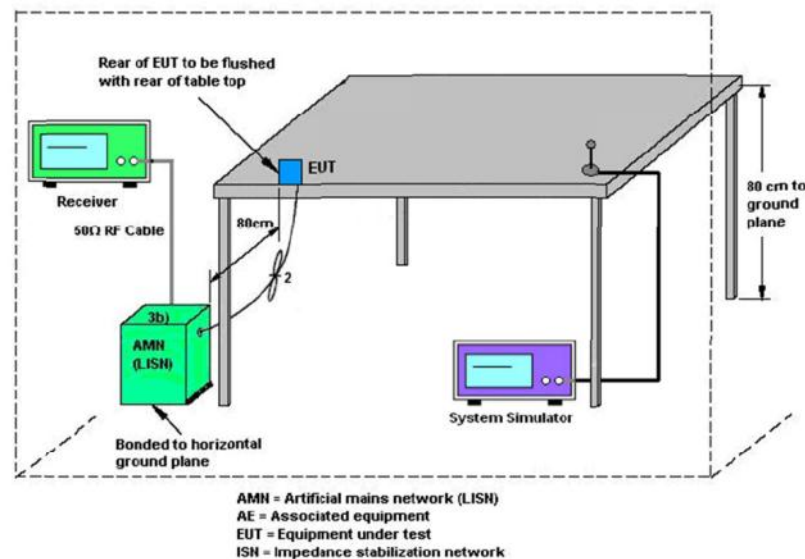 Rear of EUT to be flushed
with rear of table top
EUT
Receiver
50Ω RF Cable
80cm
2
80 cm to
ground
plane
3b)
AMN
(LISN)
System Simulator
Bonded to horizontal
ground plane
AMN = Artificial mains network (LISN)
AE = Associated equipment
EUT = Equipment under test
ISN = Impedance stabilization network